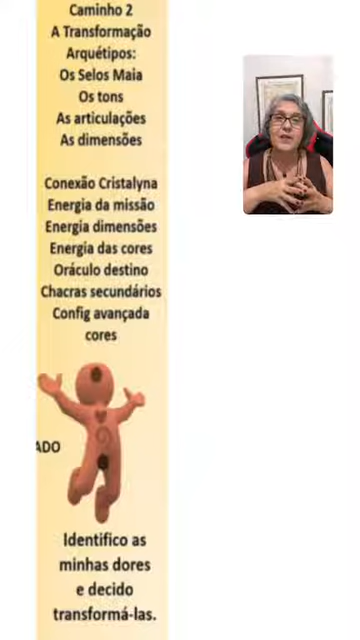 Caminho 2
A Transformação
Arquétipos:
Os Selos Maia
Os tons
As articulações
As dimensões
Conexão Cristalyna
Energia da missão
Energia dimensões
Energia das cores
Oráculo destino
Chacras secundários
Config avançada
cores
ADO
Identifico as
minhas dores
e decido
transformá-las.